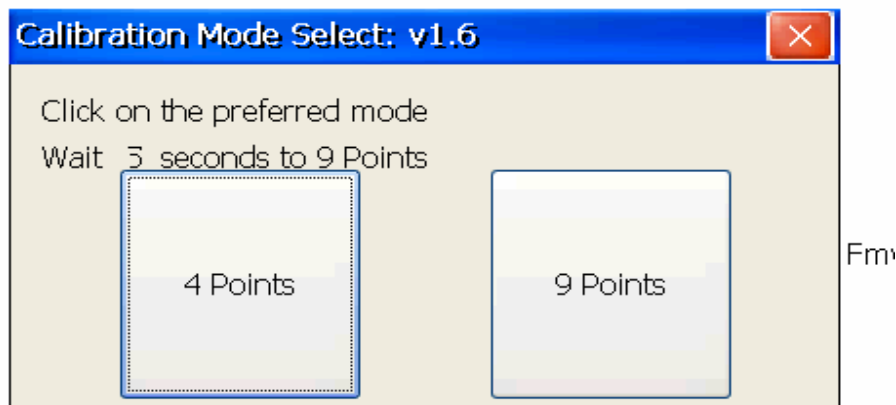 Calibration Mode Select: v1.6
Click on the preferred mode
Wait 5 seconds to 9 Points
4 Points
9 Points